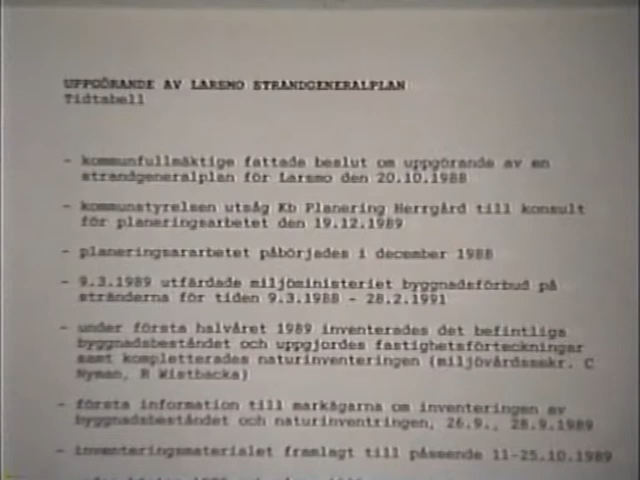 UPPGÖRANDE AV LARSMO STRANDGENERALPLAN
Tidtabell
- kommunfullmäktige fattade beslut om uppgörande av en
strandgeneralplan för Larsmo den 20.10.1988
- kommunstyrelsen utsåg Kb Planering Herrgård till konsult
för planeringsarbetet den 19.12.1989
- planeringsararbetet påbörjades i december 1988
- 9.3.1989 utfärdade miljöministeriet byggnadsförbud på
stränderna för tiden 9.3.1988 - 28.2.1991
- under första halvåret 1989 inventerades det befintliga
byggnadsbeståndet och uppgjordes fastighetsförteckningar
samt kompletterades naturinventeringen (miljövårdssekr. C
Nyman, R Wistbacka)
- första information till markägarna om inventeringen av
byggnadsbeståndet och naturinventringen, 26.9., 28.9.1989
- inventeringsmaterialet framlagt till påseende 11-25.10.1989